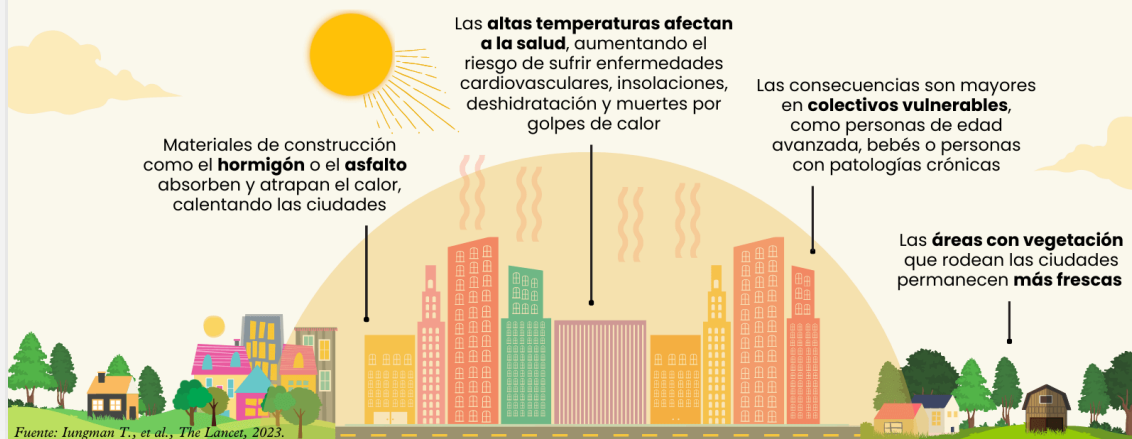 Las altas temperaturas afectan
a la salud, aumentando el
riesgo de sufrir enfermedades
cardiovasculares, insolaciones,
deshidratación y muertes por
golpes de calor
Las consecuencias son mayores
en colectivos vulnerables,
como personas de edad
avanzada, bebés o personas
con patologías crónicas
Materiales de construcción
como el hormigón o el asfalto
absorben y atrapan el calor,
calentando las ciudades
Las áreas con vegetación
que rodean las ciudades
permanecen más frescas
Fuente: Iungman T., et al., The Lancet, 2023.